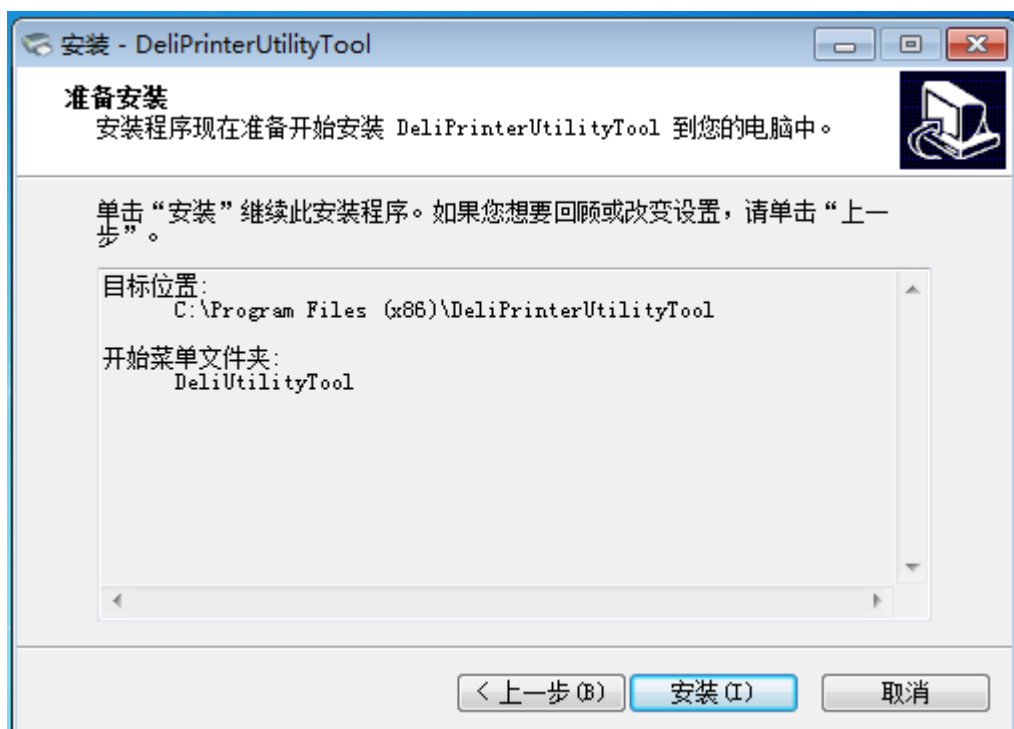 安装 - DeliPrinterUtilityTool
准备安装
安装程序现在准备开始安装 DeliPrinterUtilityTool 到您的电脑中。
单击“安装”继续此安装程序。如果您想要回顾或改变设置，请单击“上一
步”。
目标位置:
C:\Program Files (x86)\DeliPrinterUtilityTool
开始菜单文件夹:
DeliUtilityTool
< 上一步(B)
安装(I)
取消